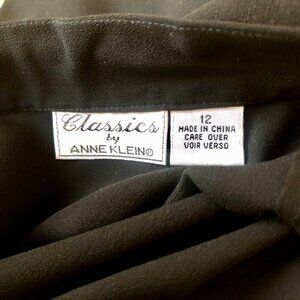 Classics
by
ANNE KLEIN®
12
MADE IN CHINA
CARE OVER
VOIR VERSO